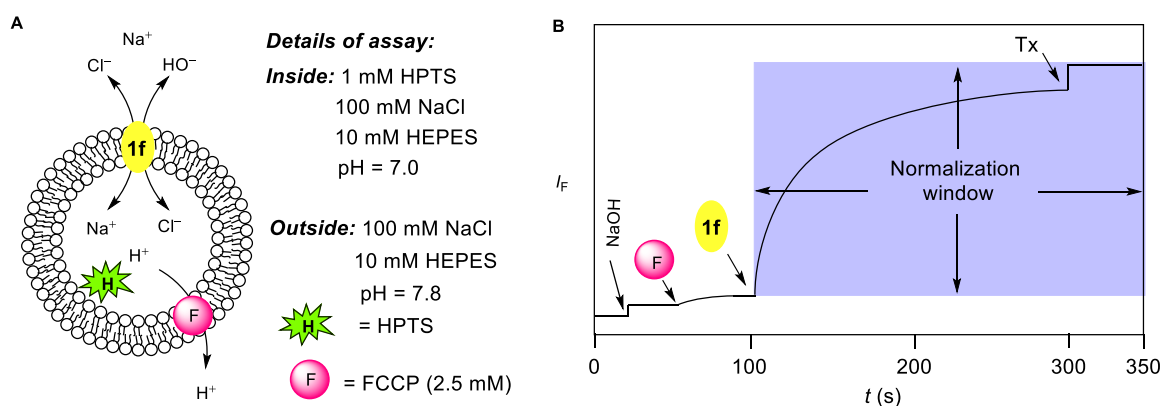 A
Na⁺
Cl⁻
HO⁻
1f
Na⁺
Cl⁻
H⁺
H
F
H⁺
Details of assay:
Inside: 1 mM HPTS
100 mM NaCl
10 mM HEPES
pH = 7.0
Outside: 100 mM NaCl
10 mM HEPES
pH = 7.8
H = HPTS
F = FCCP (2.5 mM)
B
I_F
NaOH
F
1f
Tx
Normalization
window
0
100
200
300
350
t (s)